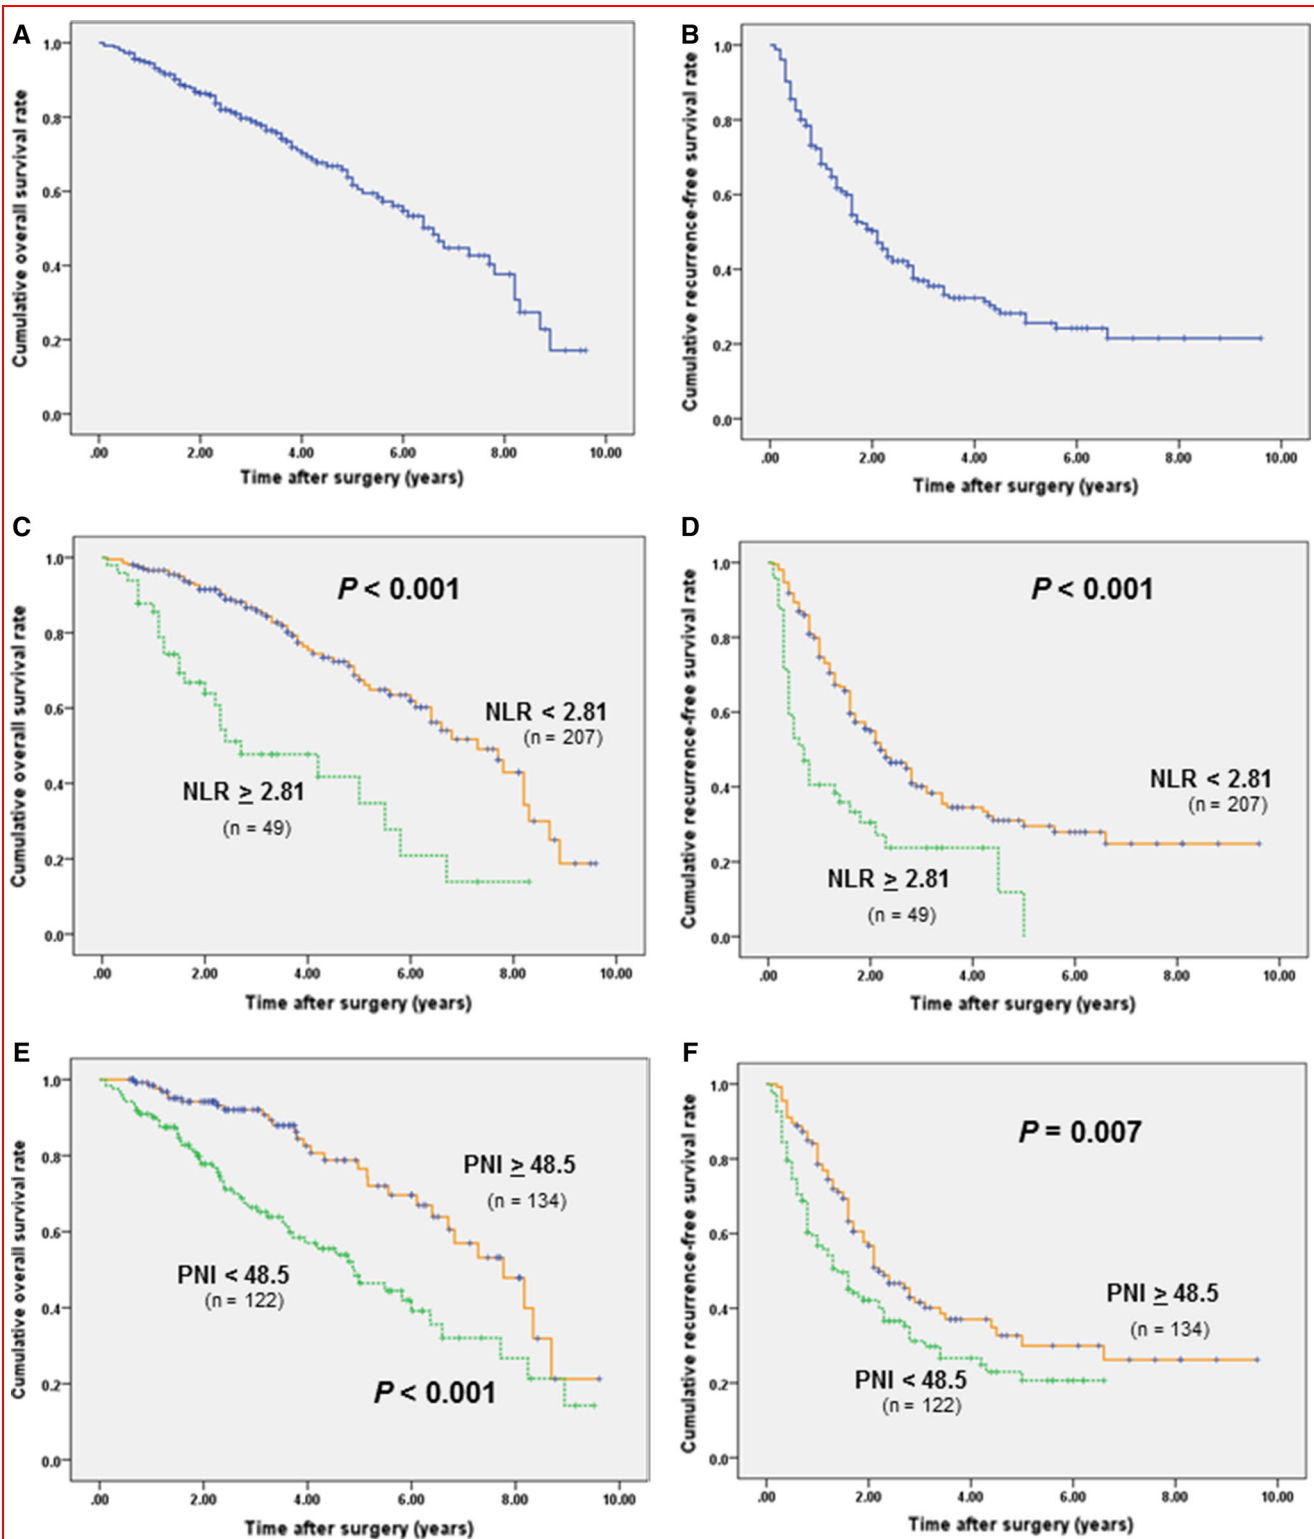 A
Cumulative overall survival rate
1.0
0.8
0.6
0.4
0.2
0.0
.00 2.00 4.00 6.00 8.00 10.00
Time after surgery (years)
B
Cumulative recurrence-free survival rate
1.0
0.8
0.6
0.4
0.2
0.0
.00 2.00 4.00 6.00 8.00 10.00
Time after surgery (years)
C
Cumulative overall survival rate
1.0
0.8
0.6
0.4
0.2
0.0
P < 0.001
NLR < 2.81
(n = 207)
NLR ≥ 2.81
(n = 49)
.00 2.00 4.00 6.00 8.00 10.00
Time after surgery (years)
D
Cumulative recurrence-free survival rate
1.0
0.8
0.6
0.4
0.2
0.0
P < 0.001
NLR < 2.81
(n = 207)
NLR ≥ 2.81
(n = 49)
.00 2.00 4.00 6.00 8.00 10.00
Time after surgery (years)
E
Cumulative overall survival rate
1.0
0.8
0.6
0.4
0.2
0.0
PNI ≥ 48.5
(n = 134)
PNI < 48.5
(n = 122)
P < 0.001
.00 2.00 4.00 6.00 8.00 10.00
Time after surgery (years)
F
Cumulative recurrence-free survival rate
1.0
0.8
0.6
0.4
0.2
0.0
P = 0.007
PNI ≥ 48.5
(n = 134)
PNI < 48.5
(n = 122)
.00 2.00 4.00 6.00 8.00 10.00
Time after surgery (years)